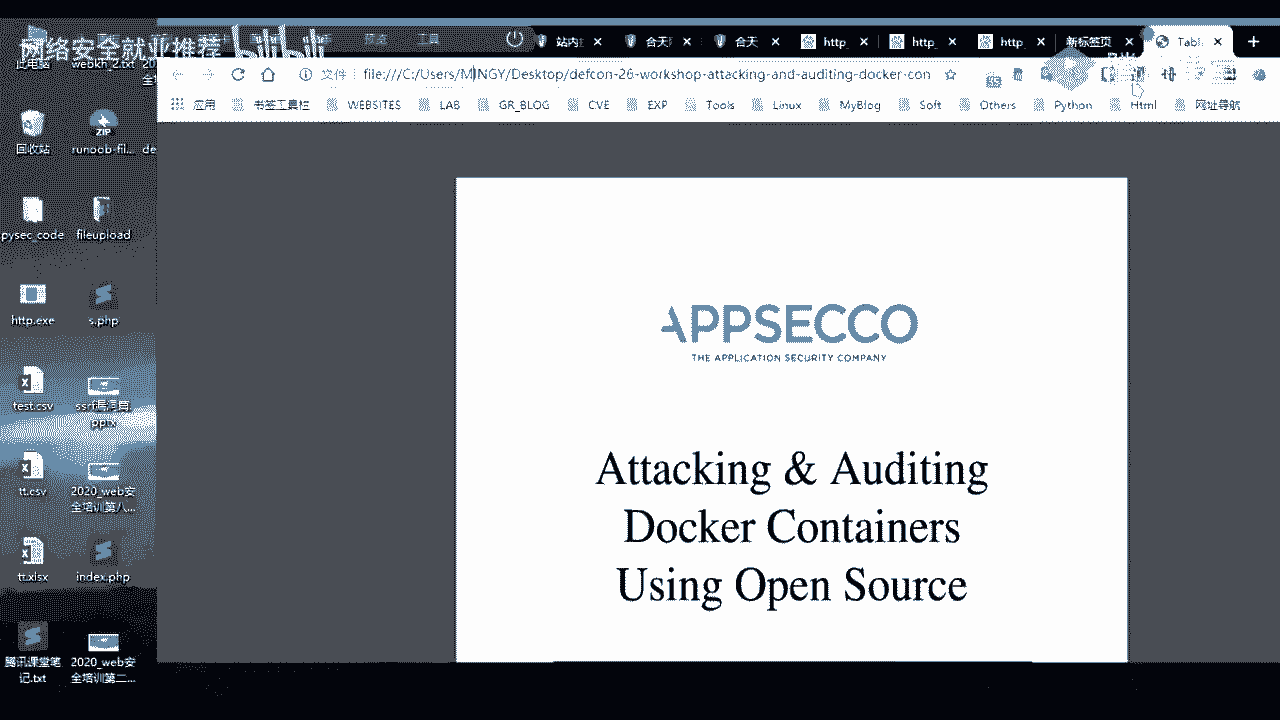 网络安全就业推荐 bilibili
工具
站内
合天
合天
http_
http_
http_
新标签页
Tabl
文件
file:///C:/Users/MINGY/Desktop/defcon-26-workshop-attacking-and-auditing-docker-con
应用
书签工具栏
WEBSITES
LAB
GR_BLOG
CVE
EXP
Tools
Linux
MyBlog
Soft
Others
Python
Html
网址导航
此电脑
webkh_2.txt
回收站
runoob-fil...
de
pysec_code
fileupload
http.exe
s.php
test.csv
ssrf漏洞.
pptx
tt.csv
2020_web安
全培训第八...
tt.xlsx
index.php
腾讯课堂笔
记.txt
2020_web安
全培训第二...
APPSECCO
THE APPLICATION SECURITY COMPANY
Attacking & Auditing
Docker Containers
Using Open Source